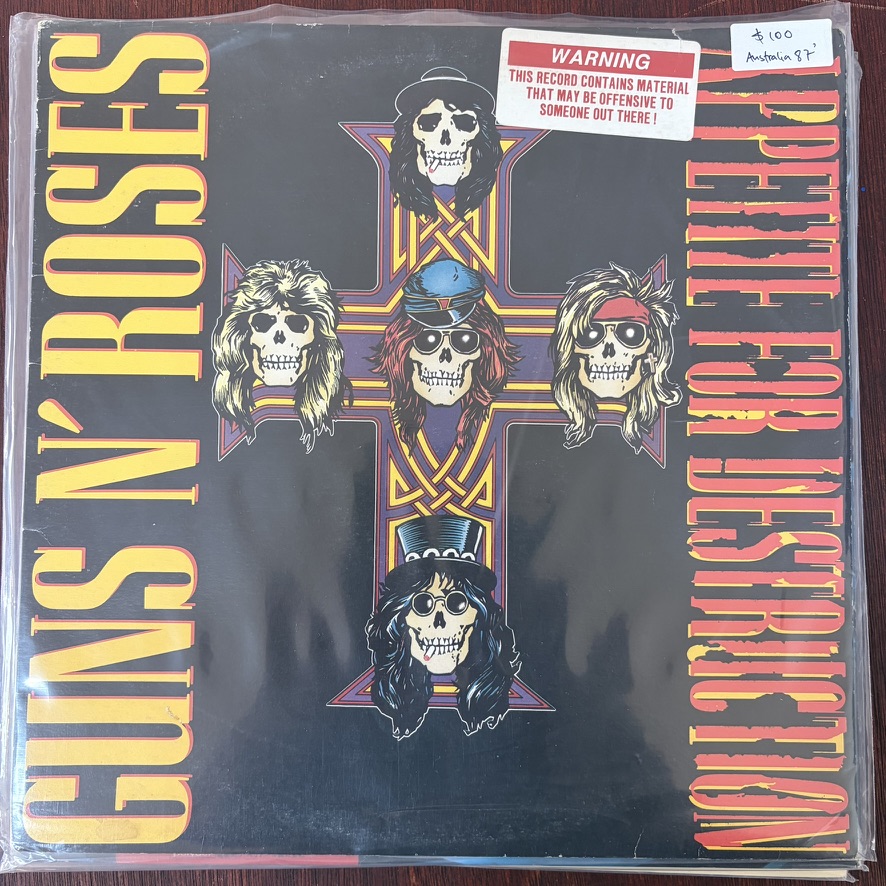 GUNS N' ROSES
WARNING
THIS RECORD CONTAINS MATERIAL
THAT MAY BE OFFENSIVE TO
SOMEONE OUT THERE!
$100
Australia 87'
APPETITE FOR DESTRUCTION